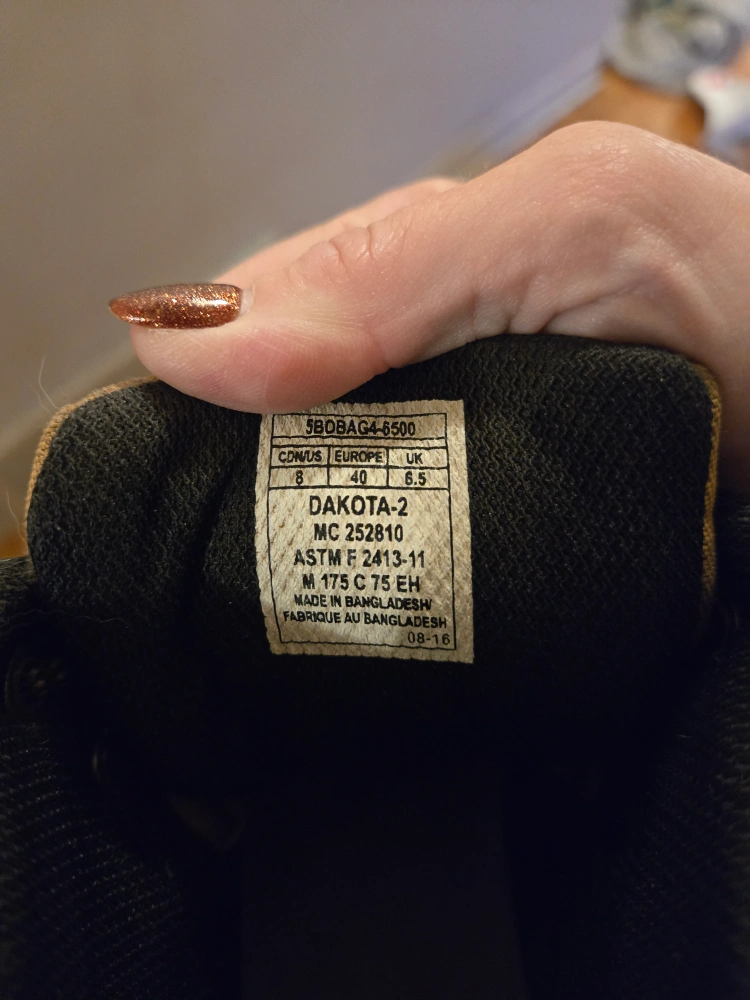 5BOBAG4-6500
CDN/US EUROPE UK
8 40 6.5
DAKOTA-2
MC 252810
ASTM F 2413-11
M 175 C 75 EH
MADE IN BANGLADESH/
FABRIQUE AU BANGLADESH
08-16